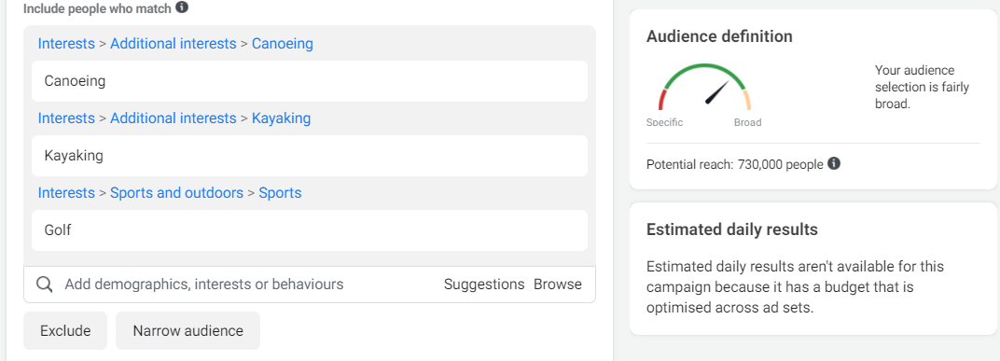 Include people who match
Interests > Additional interests > Canoeing
Canoeing
Interests > Additional interests > Kayaking
Kayaking
Interests > Sports and outdoors > Sports
Golf
Add demographics, interests or behaviours Suggestions Browse
Exclude Narrow audience
Audience definition
Specific Broad
Your audience
selection is fairly
broad.
Potential reach: 730,000 people
Estimated daily results
Estimated daily results aren't available for this
campaign because it has a budget that is
optimised across ad sets.